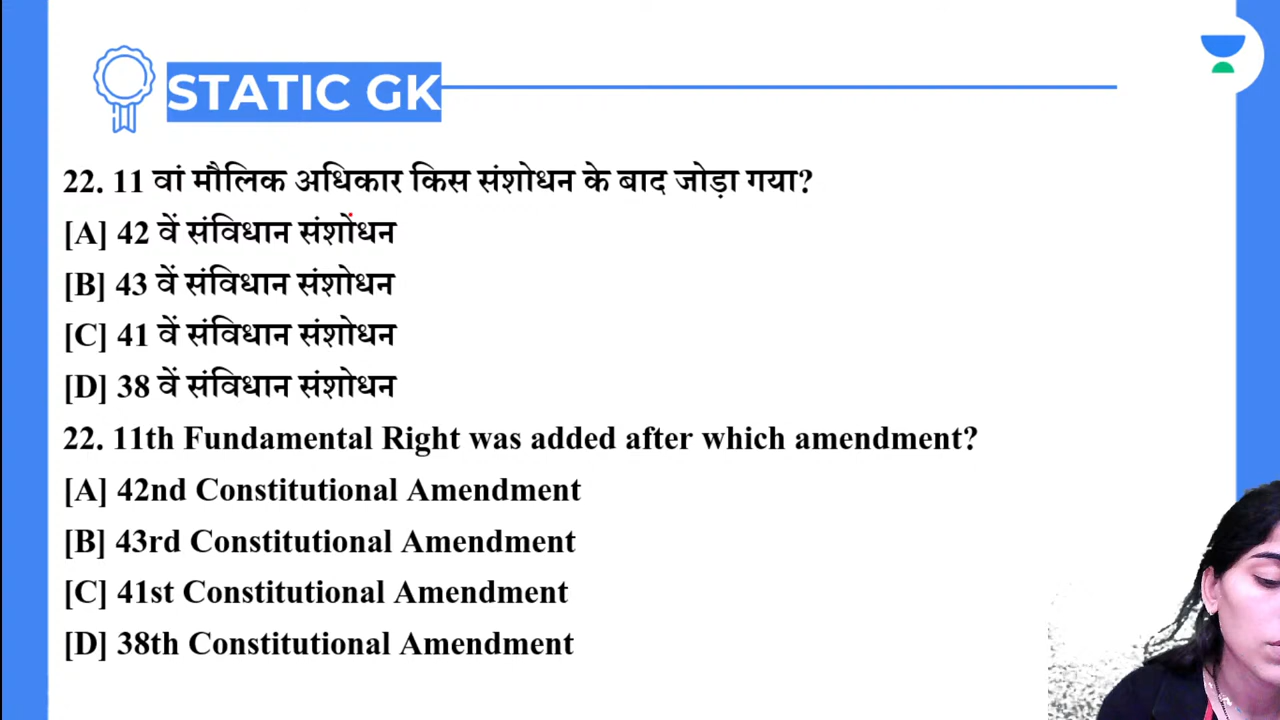 STATIC GK
22. 11 वां मौलिक अधिकार किस संशोधन के बाद जोड़ा गया?
[A] 42 वें संविधान संशोधन
[B] 43 वें संविधान संशोधन
[C] 41 वें संविधान संशोधन
[D] 38 वें संविधान संशोधन
22. 11th Fundamental Right was added after which amendment?
[A] 42nd Constitutional Amendment
[B] 43rd Constitutional Amendment
[C] 41st Constitutional Amendment
[D] 38th Constitutional Amendment